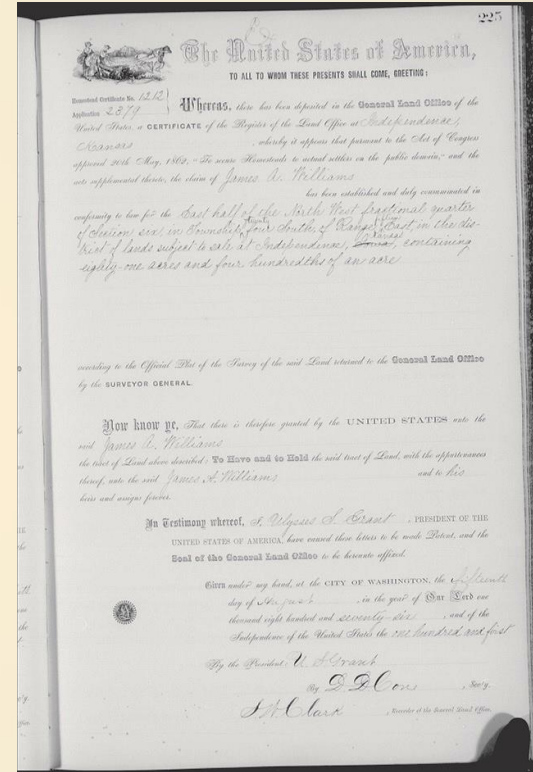 225
The United States of America,
TO ALL TO WHOM THESE PRESENTS SHALL COME, GREETING:
Homestead Certificate No. 1212
Application 2379
Whereas, there has been deposited in the General Land Office of the
United States a CERTIFICATE of the Register of the Land Office at Independence,
Kansas, whereby it appears that pursuant to the Act of Congress
approved 20th May, 1862, "To secure Homesteads to actual settlers on the public domain," and the
acts supplemental thereto, the claim of James A. Williams
has been established and duly consummated in
conformity to law for the East half of the North West fractional quarter
of Section six, in Township four South, of Range East, in the dis-
trict of lands subject to sale at Independence, Kansas, containing
eighty-one acres and four hundredths of an acre
according to the Official Plat of the Survey of the said Land returned to the General Land Office
by the SURVEYOR GENERAL.
Now know ye, That there is therefore granted by the UNITED STATES unto the
said James A. Williams
the tract of Land above described: To Have and to Hold the said tract of Land, with the appurtenances
thereof, unto the said James A. Williams and to his
heirs and assigns forever.
In Testimony whereof, I, Ulysses S. Grant, PRESIDENT OF THE
UNITED STATES OF AMERICA, have caused these letters to be made Patent, and the
Seal of the General Land Office to be hereunto affixed.
Given under my hand, at the CITY OF WASHINGTON, the fifteenth
day of August, in the year of Our Lord one
thousand eight hundred and seventy-six, and of the
Independence of the United States the one hundred and first
By the President: U S Grant
By D. D. Cone, Sec'y.
S. W. Clark, Recorder of the General Land Office.